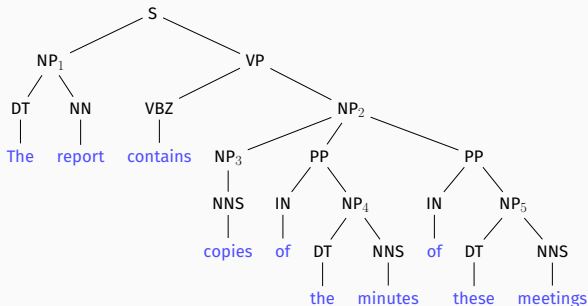 S
NP₁ VP
DT NN VBZ NP₂
The report contains NP₃ PP PP
NNS IN NP₄ IN NP₅
copies of DT NNS of DT NNS
the minutes these meetings